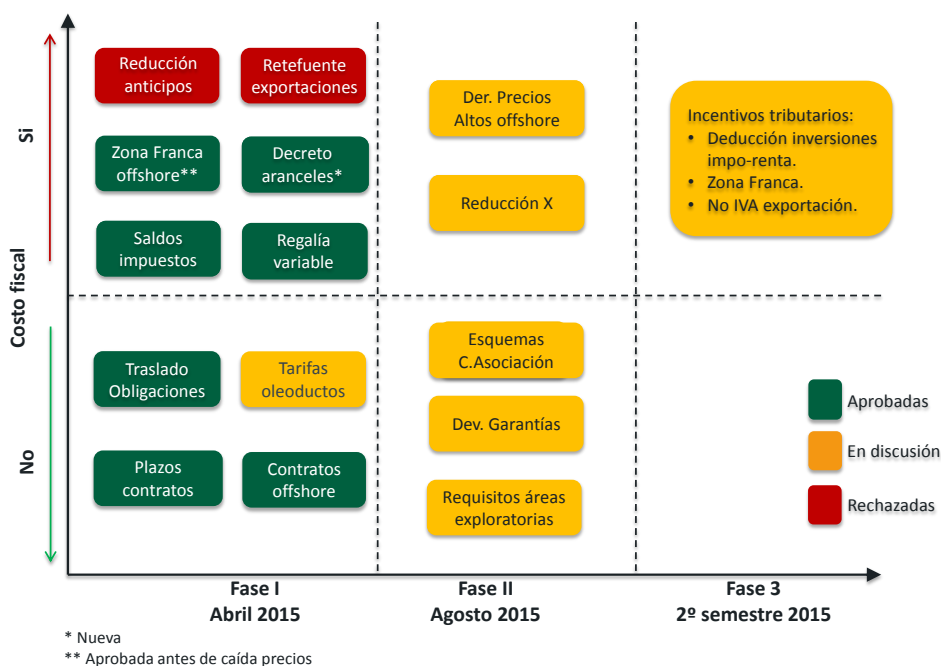 Costo fiscal
Si
No
Reducción
anticipos
Retefuente
exportaciones
Zona Franca
offshore**
Decreto
aranceles*
Saldos
impuestos
Regalía
variable
Traslado
Obligaciones
Tarifas
oleoductos
Plazos
contratos
Contratos
offshore
Der. Precios
Altos offshore
Reducción X
Esquemas
C.Asociación
Dev. Garantías
Requisitos áreas
exploratorias
Incentivos tributarios:
• Deducción inversiones
impo-renta.
• Zona Franca.
• No IVA exportación.
Aprobadas
En discusión
Rechazadas
Fase I
Abril 2015
Fase II
Agosto 2015
Fase 3
2º semestre 2015
* Nueva
** Aprobada antes de caída precios